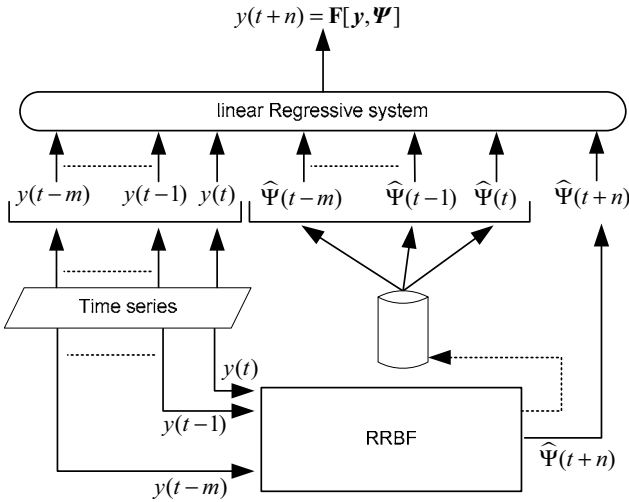 y(t+n) = F[y, Ψ]
linear Regressive system
y(t−m) y(t−1) y(t) Ψ̂(t−m) Ψ̂(t−1) Ψ̂(t) Ψ̂(t+n)
Time series
y(t)
y(t−1)
RRBF
Ψ̂(t+n)
y(t−m)